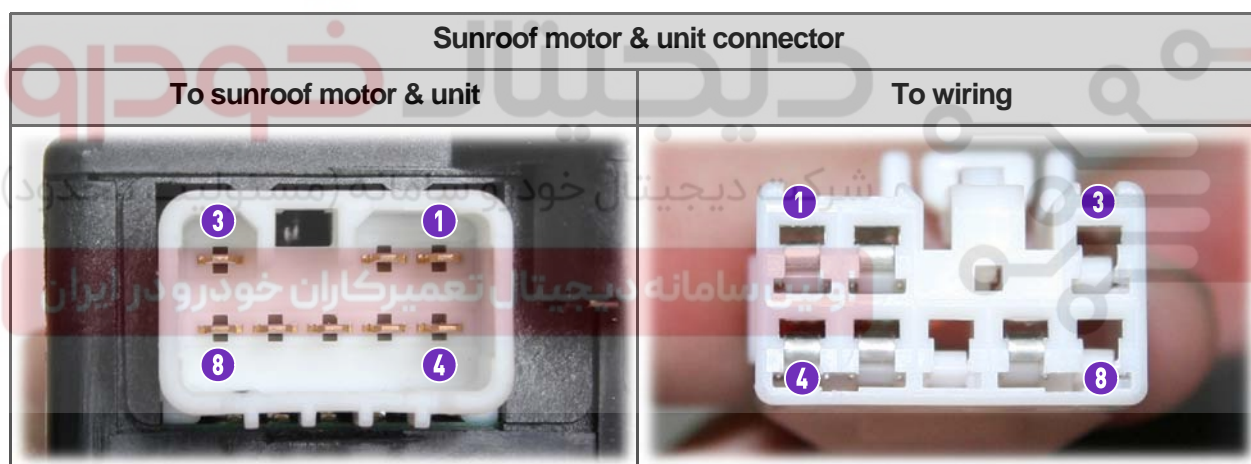 Sunroof motor & unit connector
دیجیتال خودرو
To sunroof motor & unit
To wiring
شرکت دیجیتال خودرو سامانه (مسئولیت محدود)
3
1
1
3
اولین سامانه دیجیتال تعمیرکاران خودرو در ایران
8
4
4
8